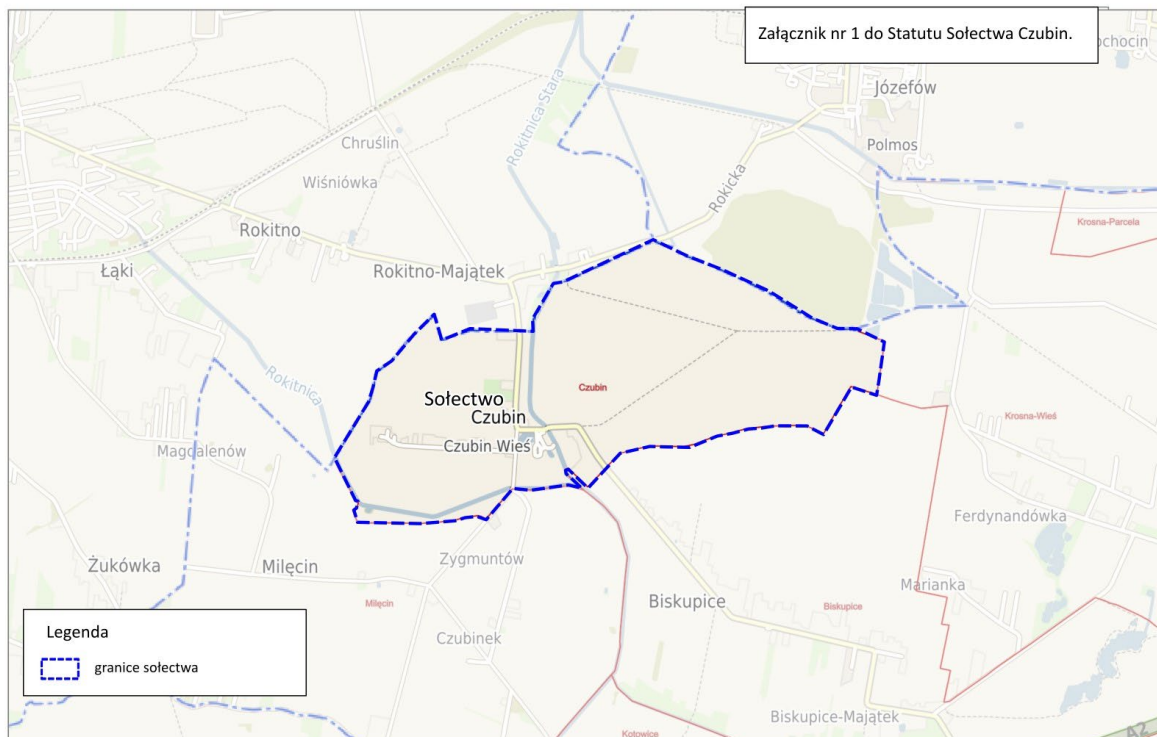 Załącznik nr 1 do Statutu Sołectwa Czubin.
Józefów
Polmos
Rokitnica Stara
Chruślin
Wiśniówka
Rokicka
Krosna-Parcela
Rokitno
Łąki
Rokitno-Majątek
Rokitnica
Sołectwo
Czubin
Czubin
Czubin Wieś
Krosna-Wieś
Magdalenów
Ferdynandówka
Zygmuntów
Żukówka
Milęcin
Marianka
Milęcin
Biskupice
Biskupice
Czubinek
Legenda
granice sołectwa
Biskupice-Majątek
Kotowice
A2